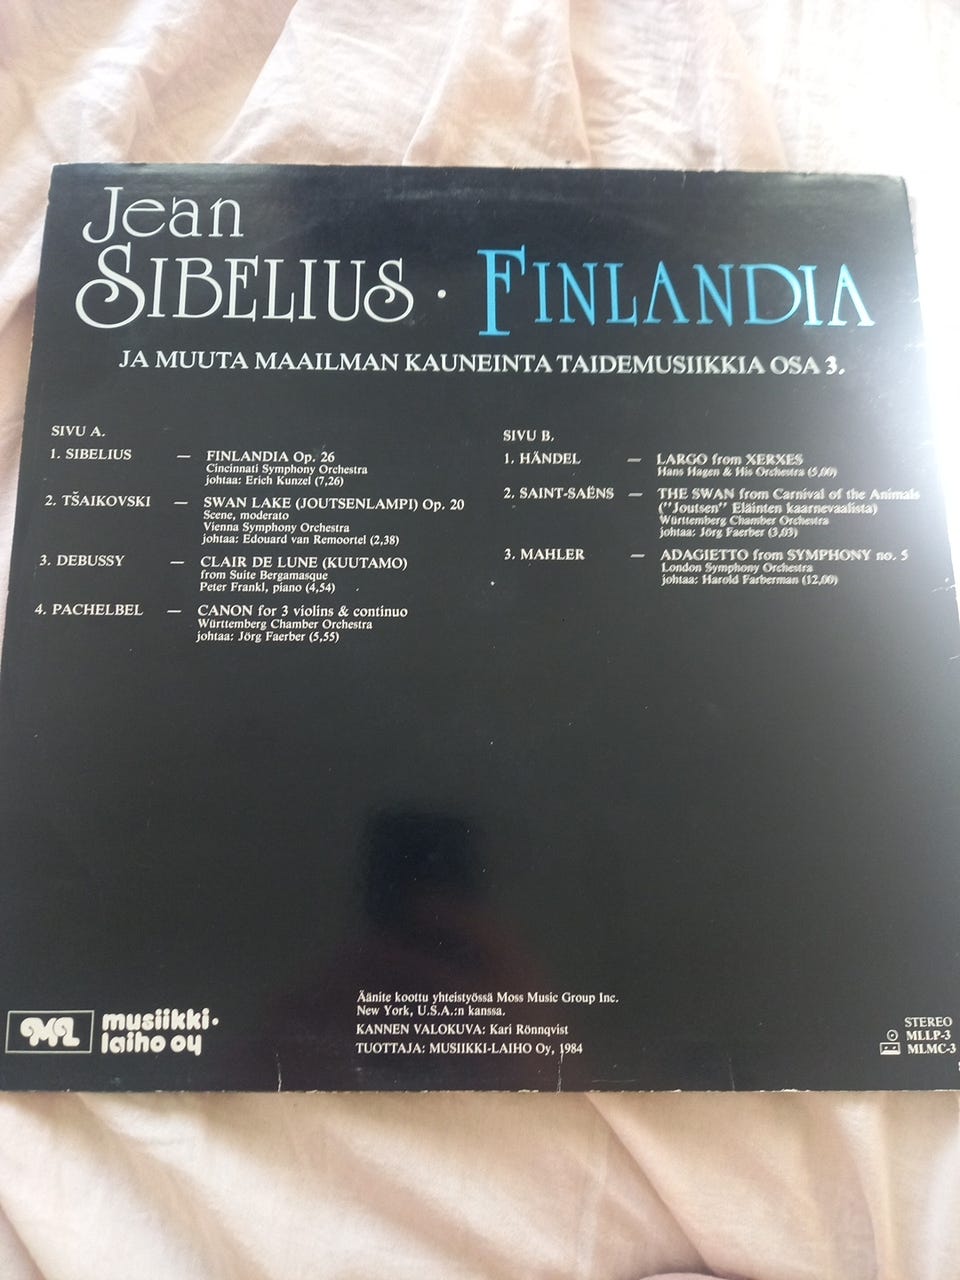 Jean
SIBELIUS · FINLANDIA
JA MUUTA MAAILMAN KAUNEINTA TAIDEMUSIIKKIA OSA 3.
SIVU A.
1. SIBELIUS — FINLANDIA Op. 26
Cincinnati Symphony Orchestra
johtaa: Erich Kunzel (7,26)
2. TŠAIKOVSKI — SWAN LAKE (JOUTSENLAMPI) Op. 20
Scene, moderato
Vienna Symphony Orchestra
johtaa: Edouard van Remoortel (2,38)
3. DEBUSSY — CLAIR DE LUNE (KUUTAMO)
from Suite Bergamasque
Peter Frankl, piano (4,54)
4. PACHELBEL — CANON for 3 violins & continuo
Württemberg Chamber Orchestra
johtaa: Jörg Faerber (5,55)
SIVU B.
1. HÄNDEL — LARGO from XERXES
Hans Hagen & His Orchestra (5,00)
2. SAINT-SAËNS — THE SWAN from Carnival of the Animals
("Joutsen" Eläinten kaarnevaalista)
Württemberg Chamber Orchestra
johtaa: Jörg Faerber (3,03)
3. MAHLER — ADAGIETTO from SYMPHONY no. 5
London Symphony Orchestra
johtaa: Harold Farberman (12,00)
Äänite koottu yhteistyössä Moss Music Group Inc.
New York, U.S.A.:n kanssa.
KANNEN VALOKUVA: Kari Rönnqvist
TUOTTAJA: MUSIIKKI-LAIHO Oy, 1984
ML musiikki-
laiho oy
STEREO
MLLP-3
MLMC-3